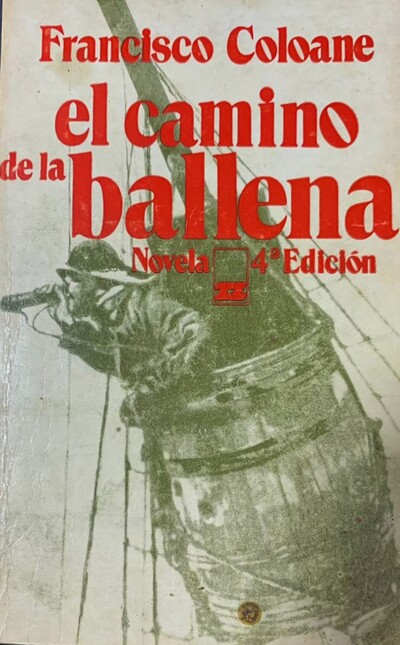 Francisco Coloane
el camino
de la ballena
Novela 4ª Edición